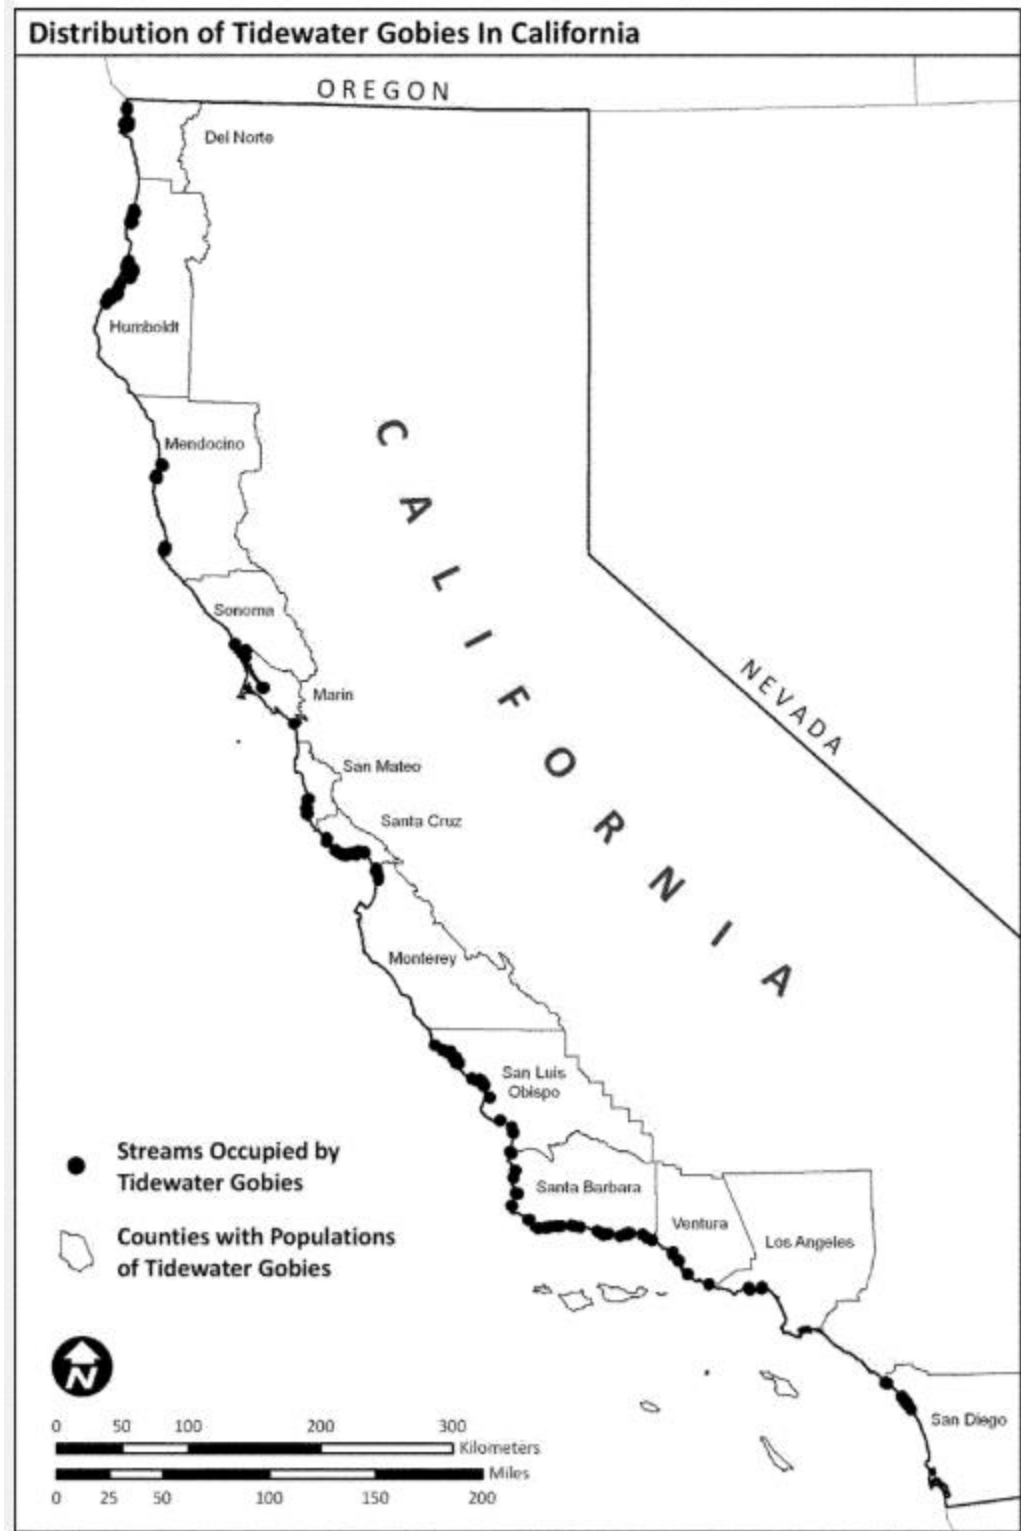 Distribution of Tidewater Gobies In California
OREGON
Del Norte
Humboldt
Mendocino
CALIFORNIA
Sonoma
NEVADA
Marin
San Mateo
Santa Cruz
Monterey
San Luis
Obispo
Streams Occupied by
Tidewater Gobies
Santa Barbara
Ventura
Los Angeles
Counties with Populations
of Tidewater Gobies
N
San Diego
0 50 100 200 300
Kilometers
Miles
0 25 50 100 150 200